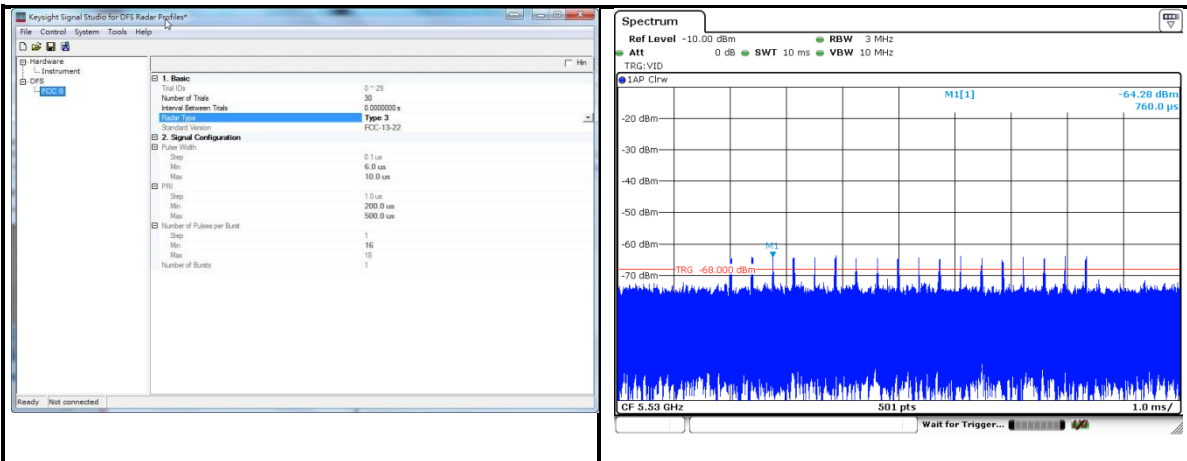 Keysight Signal Studio for DFS Radar Profiles*
File Control System Tools Help
Hardware
Instrument
DFS
FCC 0
Hn
1. Basic
Trial IDs 0 ~ 29
Number of Trials 30
Interval Between Trials 0.0000000 s
Radar Type Type 3
Standard Version FCC-13-22
2. Signal Configuration
Pulse Width
Step 0.1 us
Min 6.0 us
Max 10.0 us
PRI
Step 1.0 us
Min 200.0 us
Max 500.0 us
Number of Pulses per Burst
Step 1
Min 16
Max 18
Number of Bursts 1
Ready Not connected
Spectrum
Ref Level -10.00 dBm RBW 3 MHz
Att 0 dB SWT 10 ms VBW 10 MHz
TRG:VID
1AP Clrw
M1[1] -64.28 dBm
760.0 µs
-20 dBm
-30 dBm
-40 dBm
-50 dBm
-60 dBm
M1
TRG -68.000 dBm
-70 dBm
CF 5.53 GHz 501 pts 1.0 ms/
Wait for Trigger...